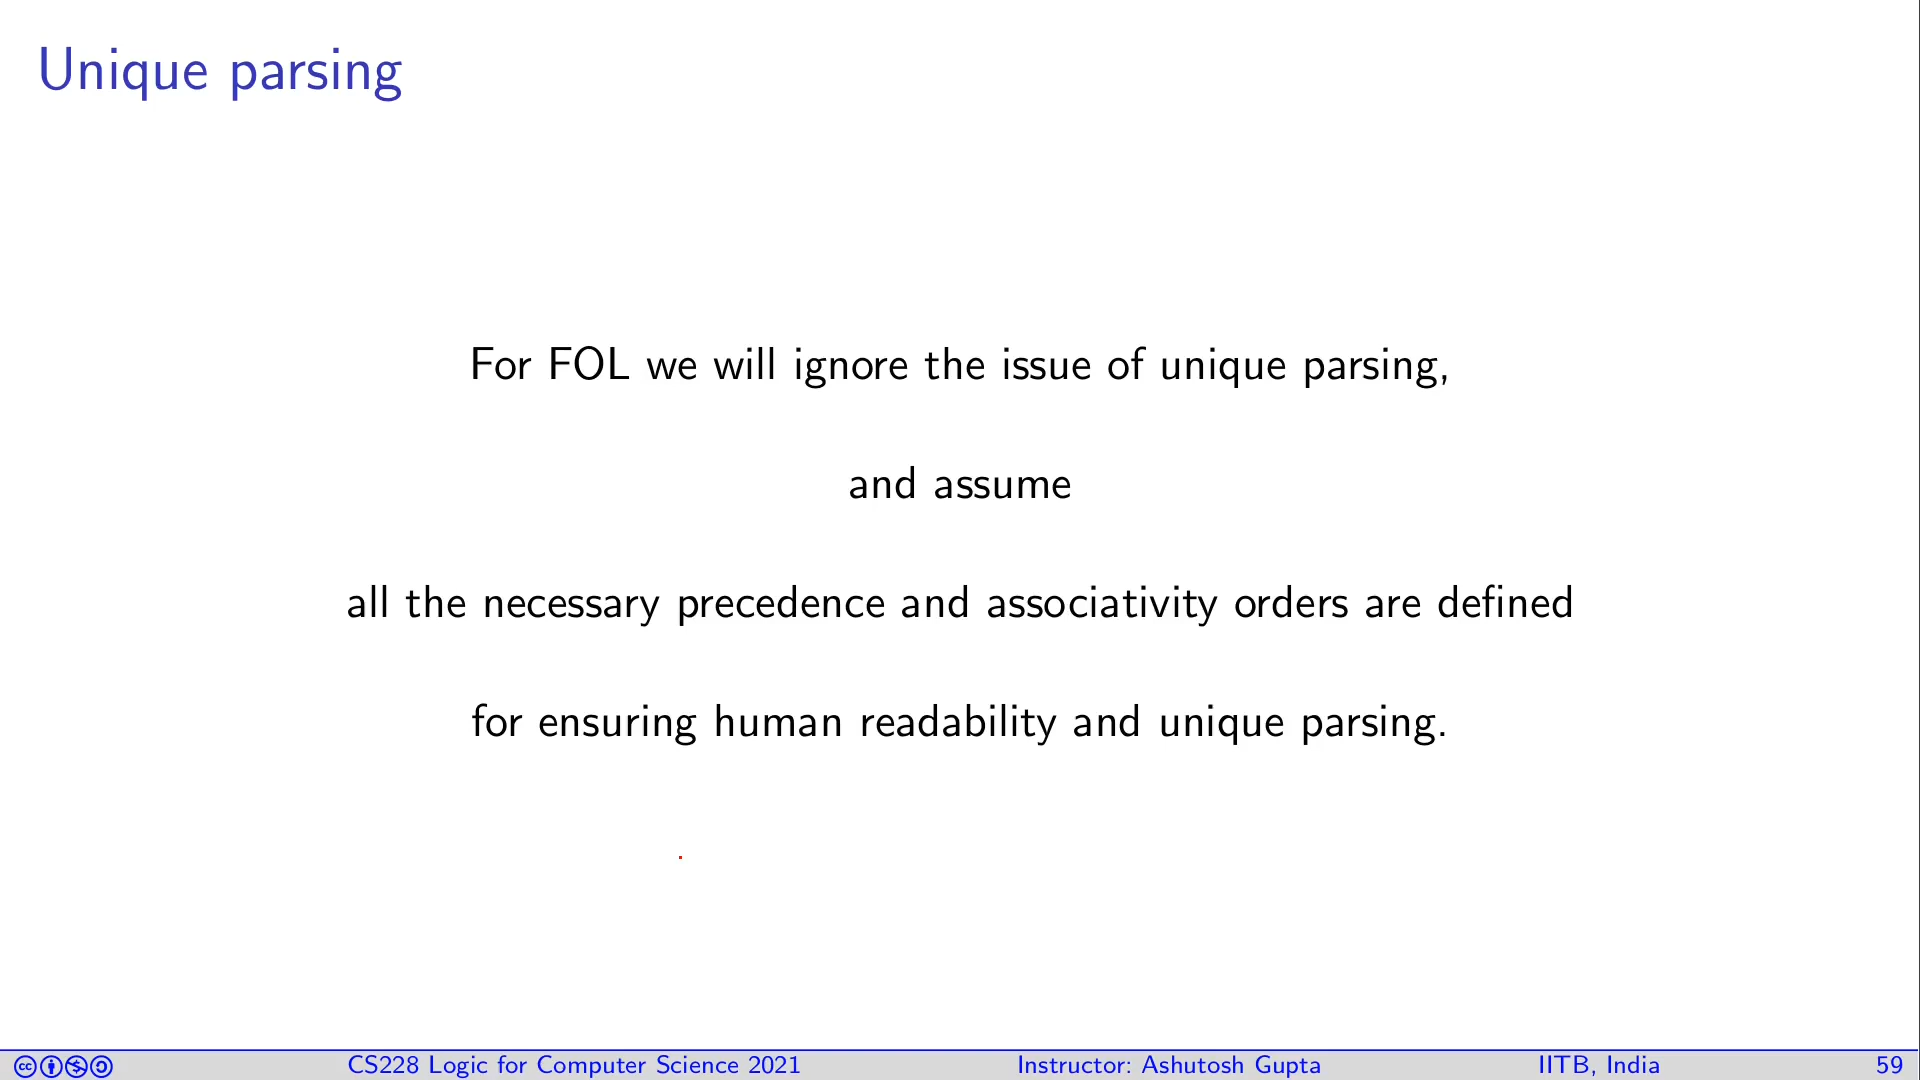 Unique parsing
For FOL we will ignore the issue of unique parsing,
and assume
all the necessary precedence and associativity orders are defined
for ensuring human readability and unique parsing.
CS228 Logic for Computer Science 2021 Instructor: Ashutosh Gupta IITB, India 59